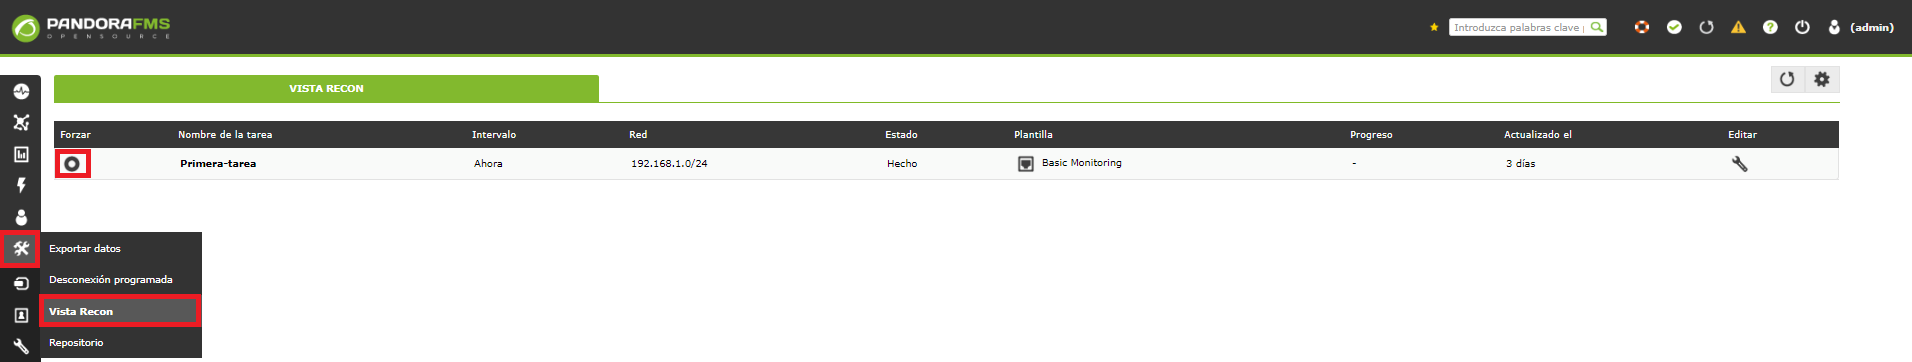 PANDORAFMS
OPENSOURCE
Introduzca palabras clave p
(admin)
VISTA RECON
Forzar Nombre de la tarea Intervalo Red Estado Plantilla Progreso Actualizado el Editar
Primera-tarea Ahora 192.168.1.0/24 Hecho Basic Monitoring - 3 días
Exportar datos
Desconexión programada
Vista Recon
Repositorio